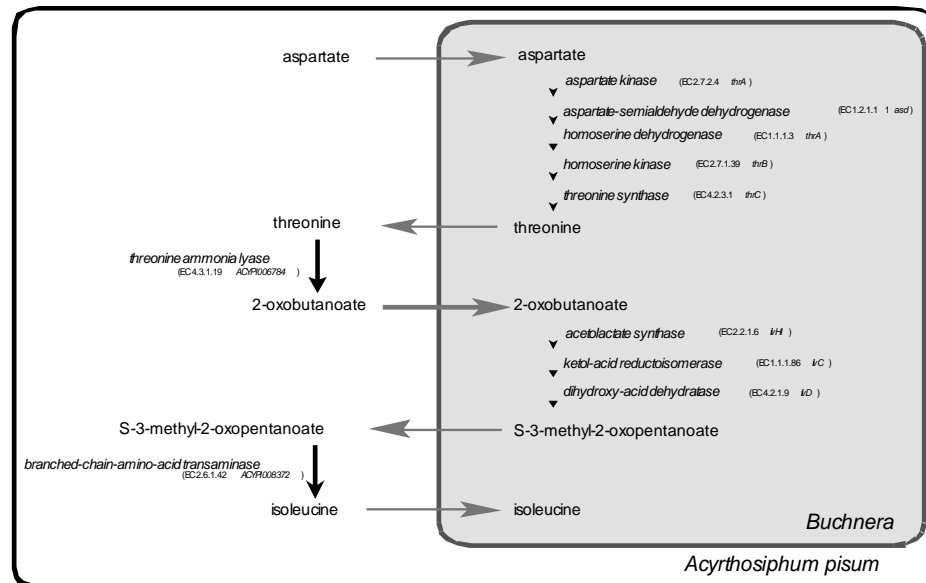 aspartate aspartate
aspartate kinase (EC2.7.2.4 thrA )
aspartate-semialdehyde dehydrogenase (EC1.2.1.1 1 asd)
homoserine dehydrogenase (EC1.1.1.3 thrA )
homoserine kinase (EC2.7.1.39 thrB )
threonine synthase (EC4.2.3.1 thrC )
threonine threonine
threonine ammonia lyase
(EC4.3.1.19 ACYPI006784 )
2-oxobutanoate 2-oxobutanoate
acetolactate synthase (EC2.2.1.6 ilvHI )
ketol-acid reductoisomerase (EC1.1.1.86 ilvC )
dihydroxy-acid dehydratase (EC4.2.1.9 ilvD )
S-3-methyl-2-oxopentanoate S-3-methyl-2-oxopentanoate
branched-chain-amino-acid transaminase
(EC2.6.1.42 ACYPI008372 )
isoleucine isoleucine
Buchnera
Acyrthosiphum pisum